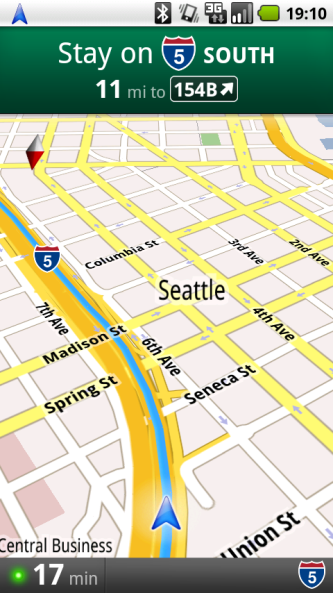 3G
19:10
Stay on 5 SOUTH
11 mi to 154B
5
Columbia St
3rd Ave
2nd Ave
Seattle
7th Ave
Madison St
6th Ave
4th Ave
Spring St
Seneca St
Central Business
Union St
17 min
5